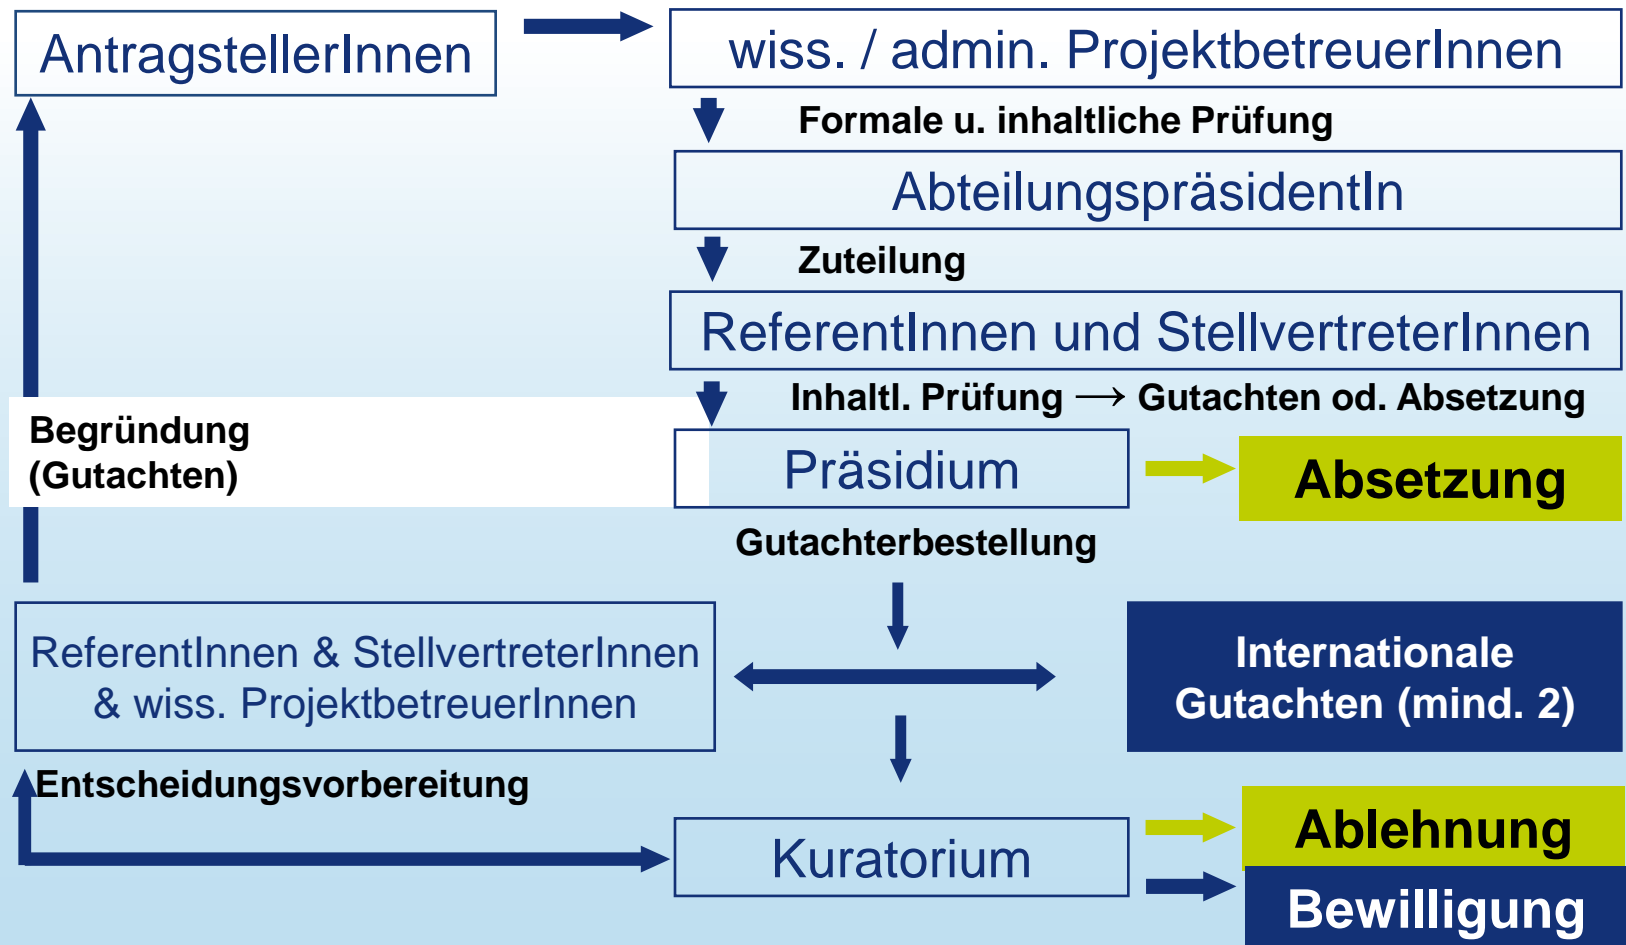 AntragstellerInnen
wiss. / admin. ProjektbetreuerInnen
Formale u. inhaltliche Prüfung
AbteilungspräsidentIn
Zuteilung
ReferentInnen und StellvertreterInnen
Inhaltl. Prüfung → Gutachten od. Absetzung
Begründung
(Gutachten)
Präsidium
Absetzung
Gutachterbestellung
ReferentInnen & StellvertreterInnen
& wiss. ProjektbetreuerInnen
Internationale
Gutachten (mind. 2)
Entscheidungsvorbereitung
Kuratorium
Ablehnung
Bewilligung